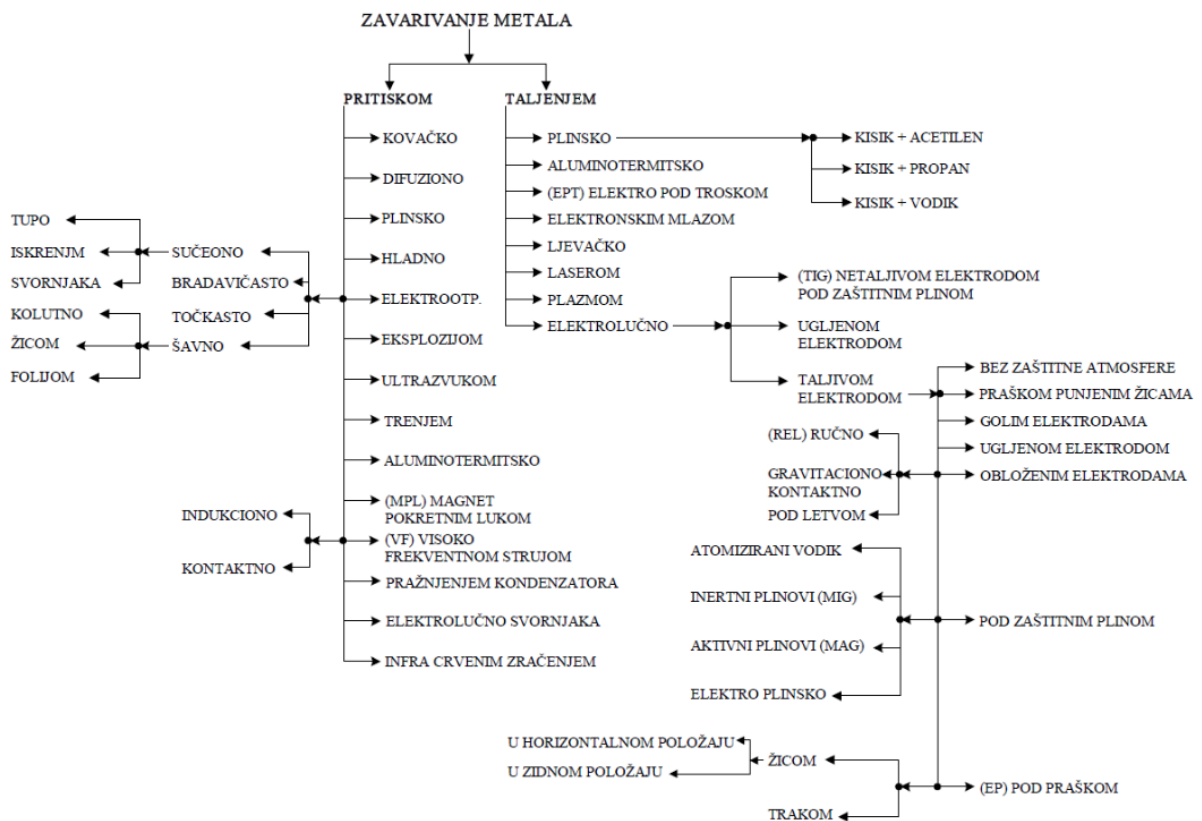 ZAVARIVANJE METALA
PRITISKOM
TALJENJEM
KOVAČKO
DIFUZIONO
PLINSKO
HLADNO
ELEKTROOTP.
SUČEONO
TUPO
ISKRENJM
SVORNJAKA
BRADAVIČASTO
TOČKASTO
ŠAVNO
KOLUTNO
ŽICOM
FOLIJOM
EKSPLOZIJOM
ULTRAZVUKOM
TRENJEM
ALUMINOTERMITSKO
(MPL) MAGNET
POKRETNIM LUKOM
(VF) VISOKO
FREKVENTNOM STRUJOM
INDUKCIONO
KONTAKTNO
PRAŽNJENJEM KONDENZATORA
ELEKTROLUČNO SVORNJAKA
INFRA CRVENIM ZRAČENJEM
PLINSKO
KISIK + ACETILEN
KISIK + PROPAN
KISIK + VODIK
ALUMINOTERMITSKO
(EPT) ELEKTRO POD TROSKOM
ELEKTRONSKIM MLAZOM
LJEVAČKO
LASEROM
PLAZMOM
ELEKTROLUČNO
(TIG) NETALJIVOM ELEKTRODOM
POD ZAŠTITNIM PLINOM
UGLJENOM
ELEKTRODOM
TALJIVOM
ELEKTRODOM
BEZ ZAŠTITNE ATMOSFERE
PRAŠKOM PUNJENIM ŽICAMA
GOLIM ELEKTRODAMA
UGLJENOM ELEKTRODOM
OBLOŽENIM ELEKTRODAMA
(REL) RUČNO
GRAVITACIONO
KONTAKTNO
POD LETVOM
POD ZAŠTITNIM PLINOM
ATOMIZIRANI VODIK
INERTNI PLINOVI (MIG)
AKTIVNI PLINOVI (MAG)
ELEKTRO PLINSKO
(EP) POD PRAŠKOM
ŽICOM
U HORIZONTALNOM POLOŽAJU
U ZIDNOM POLOŽAJU
TRAKOM